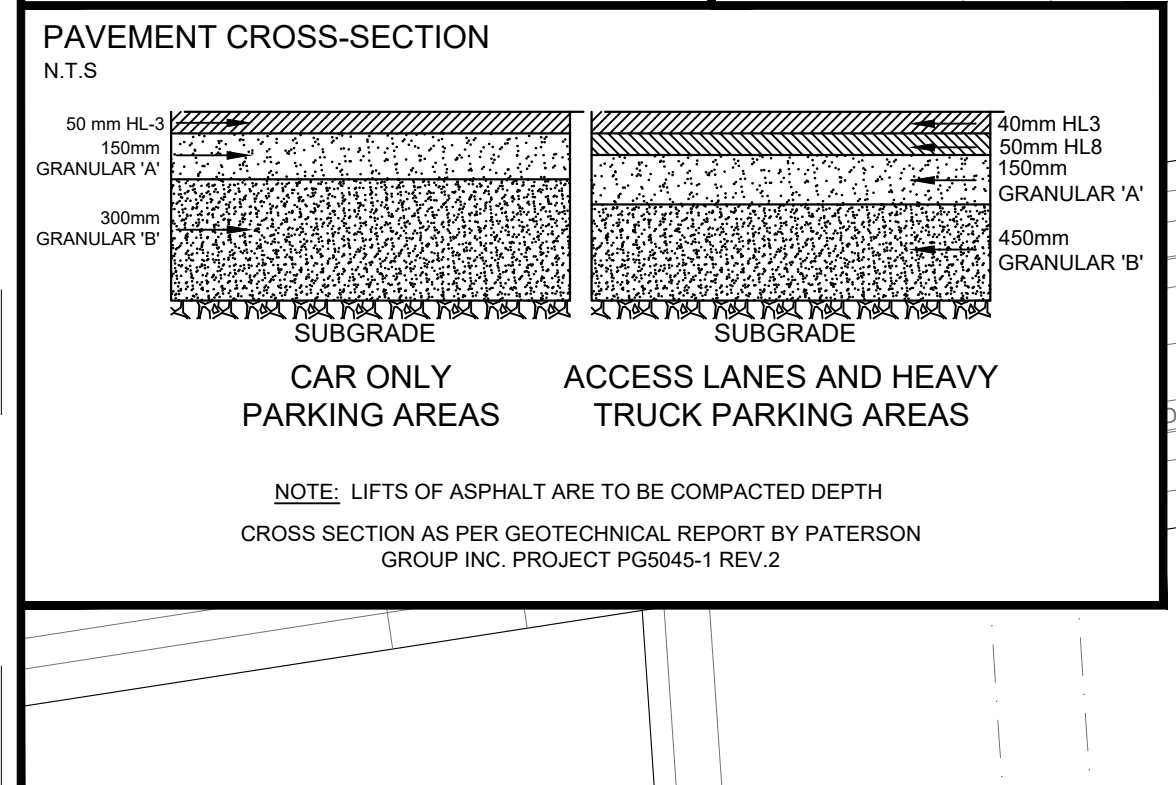 PAVEMENT CROSS-SECTION
N.T.S
50 mm HL-3
150mm
GRANULAR 'A'
300mm
GRANULAR 'B'
SUBGRADE
CAR ONLY
PARKING AREAS
40mm HL3
50mm HL8
150mm
GRANULAR 'A'
450mm
GRANULAR 'B'
SUBGRADE
ACCESS LANES AND HEAVY
TRUCK PARKING AREAS
NOTE: LIFTS OF ASPHALT ARE TO BE COMPACTED DEPTH
CROSS SECTION AS PER GEOTECHNICAL REPORT BY PATERSON
GROUP INC. PROJECT PG5045-1 REV.2